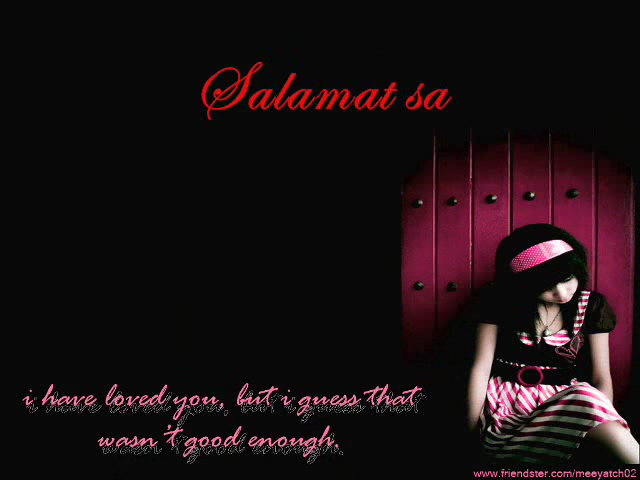 Salamat sa
i have loved you, but i guess that
wasn't good enough.
www.friendster.com/meeyatch02